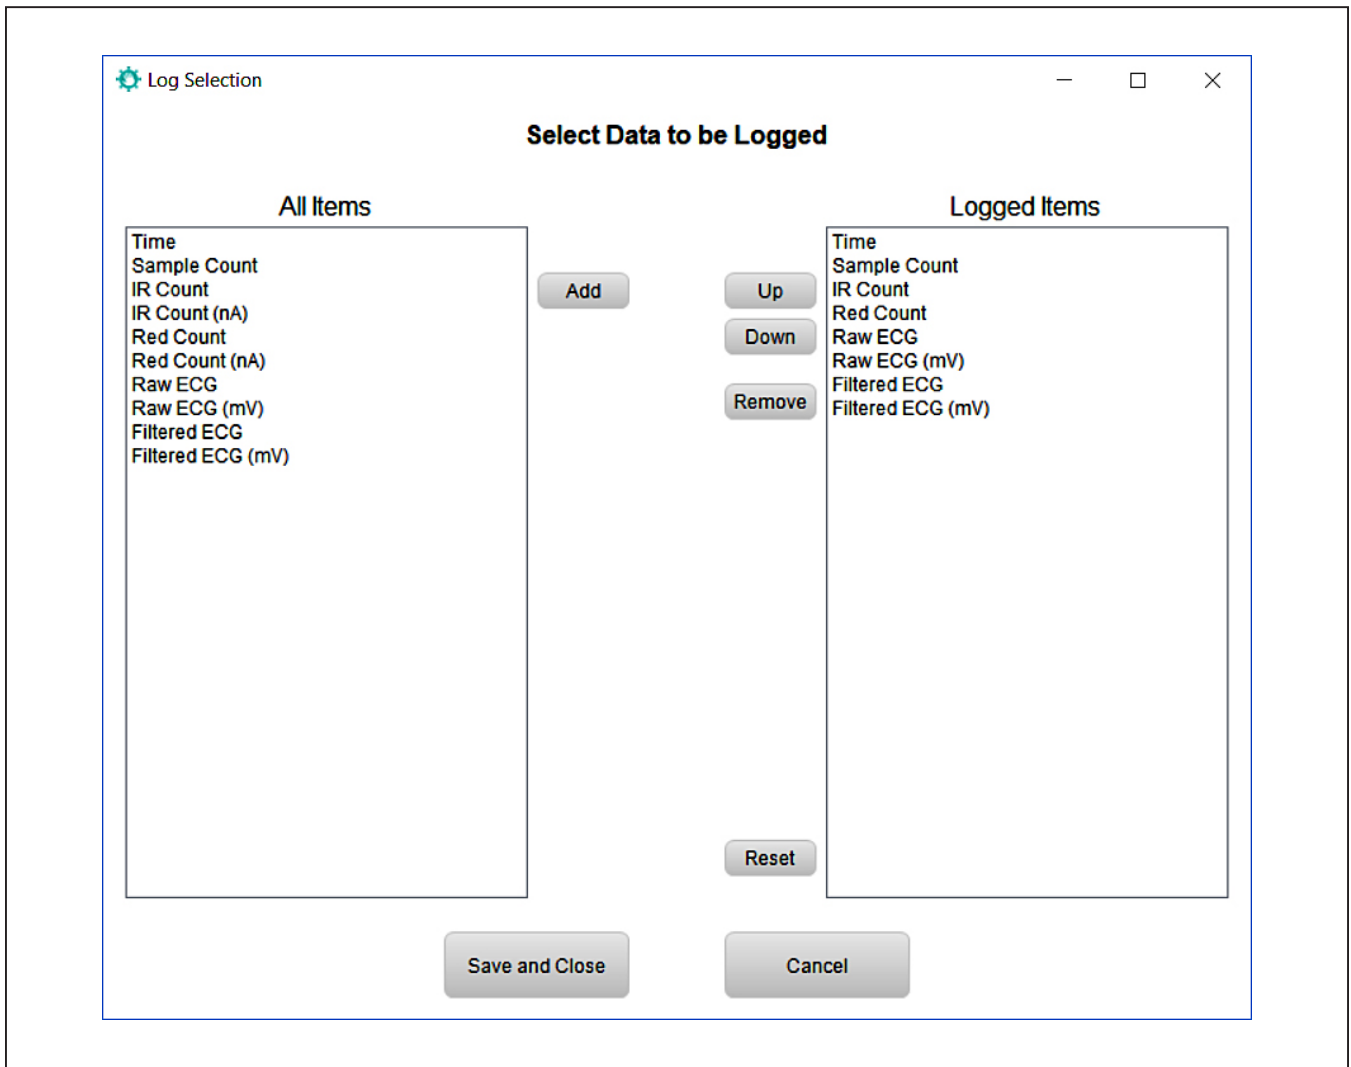 Log Selection
Select Data to be Logged
All Items
Time
Sample Count
IR Count
IR Count (nA)
Red Count
Red Count (nA)
Raw ECG
Raw ECG (mV)
Filtered ECG
Filtered ECG (mV)
Add
Up
Down
Remove
Reset
Logged Items
Time
Sample Count
IR Count
Red Count
Raw ECG
Raw ECG (mV)
Filtered ECG
Filtered ECG (mV)
Save and Close
Cancel